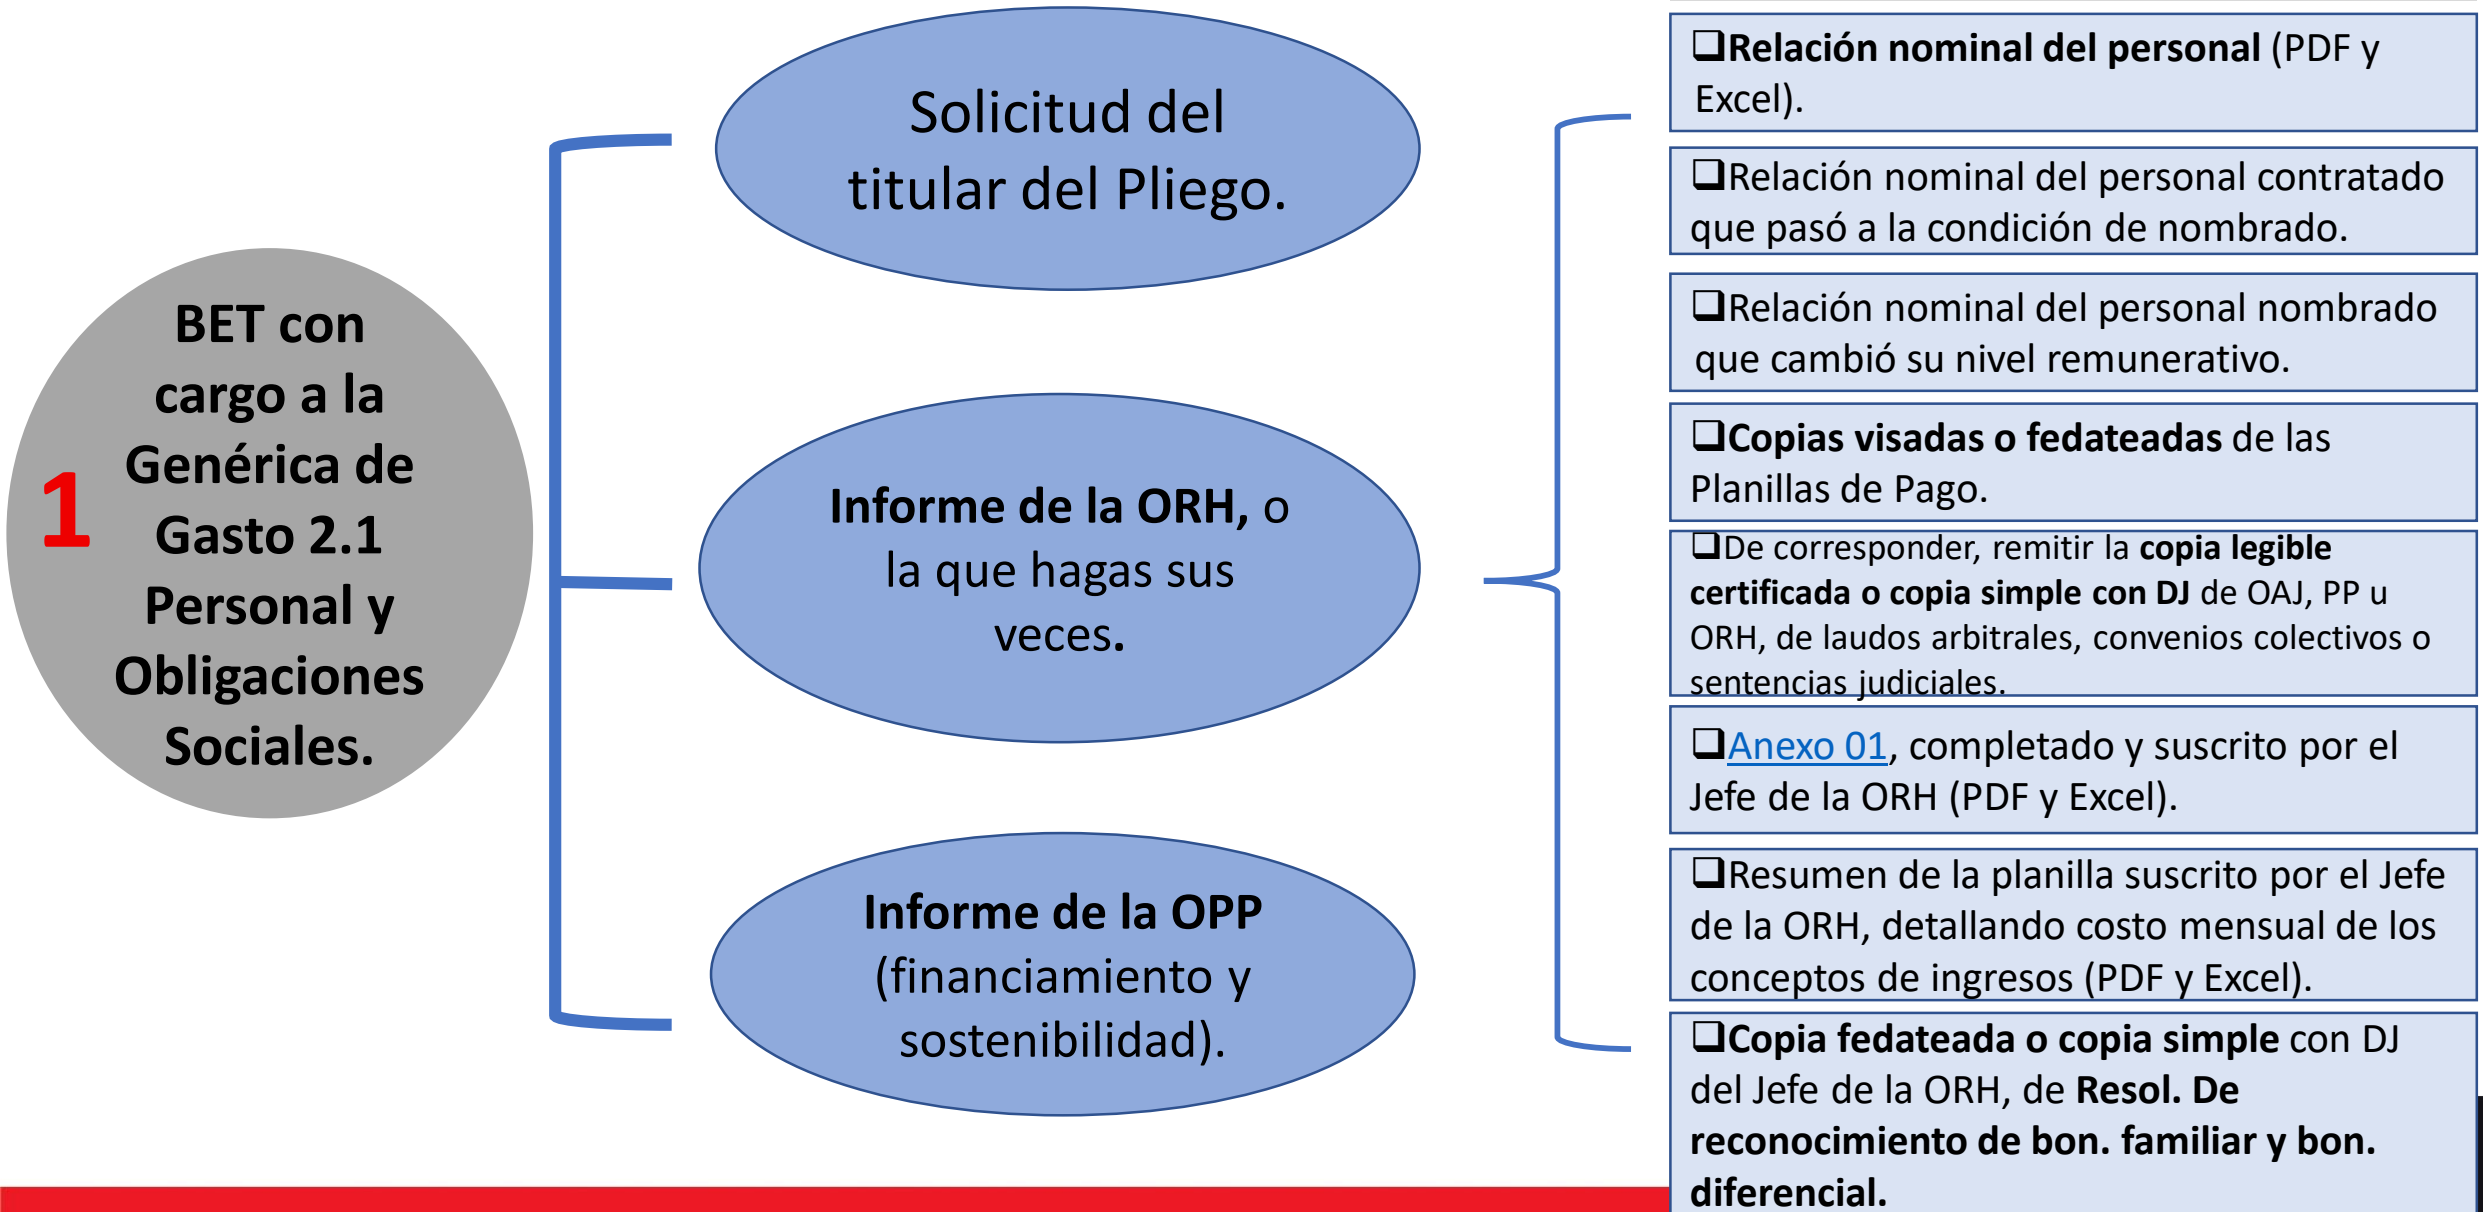 1
BET con
cargo a la
Genérica de
Gasto 2.1
Personal y
Obligaciones
Sociales.
Solicitud del
titular del Pliego.
Informe de la ORH, o
la que hagas sus
veces.
Informe de la OPP
(financiamiento y
sostenibilidad).
❑Relación nominal del personal (PDF y
Excel).
❑Relación nominal del personal contratado
que pasó a la condición de nombrado.
❑Relación nominal del personal nombrado
que cambió su nivel remunerativo.
❑Copias visadas o fedateadas de las
Planillas de Pago.
❑De corresponder, remitir la copia legible
certificada o copia simple con DJ de OAJ, PP u
ORH, de laudos arbitrales, convenios colectivos o
sentencias judiciales.
❑Anexo 01, completado y suscrito por el
Jefe de la ORH (PDF y Excel).
❑Resumen de la planilla suscrito por el Jefe
de la ORH, detallando costo mensual de los
conceptos de ingresos (PDF y Excel).
❑Copia fedateada o copia simple con DJ
del Jefe de la ORH, de Resol. De
reconocimiento de bon. familiar y bon.
diferencial.